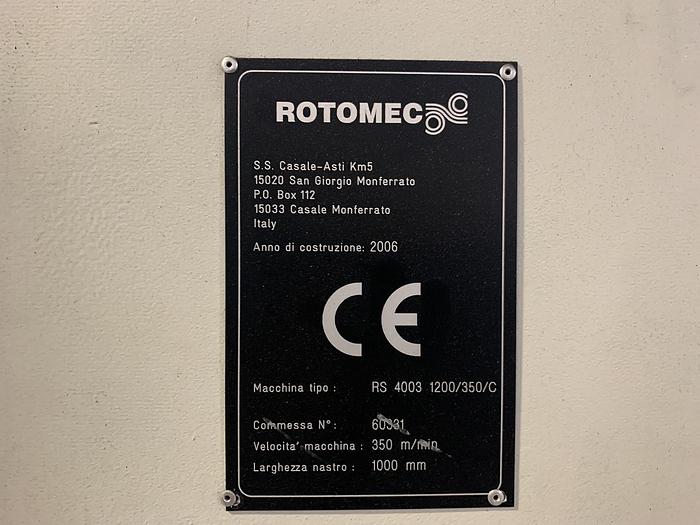 ROTOMEC
S.S. Casale-Asti Km5
15020 San Giorgio Monferrato
P.O. Box 112
15033 Casale Monferrato
Italy
Anno di costruzione: 2006
CE
Macchina tipo : RS 4003 1200/350/C
Commessa N° :
Velocita' macchina : 350 m/min
Larghezza nastro : 1000 mm